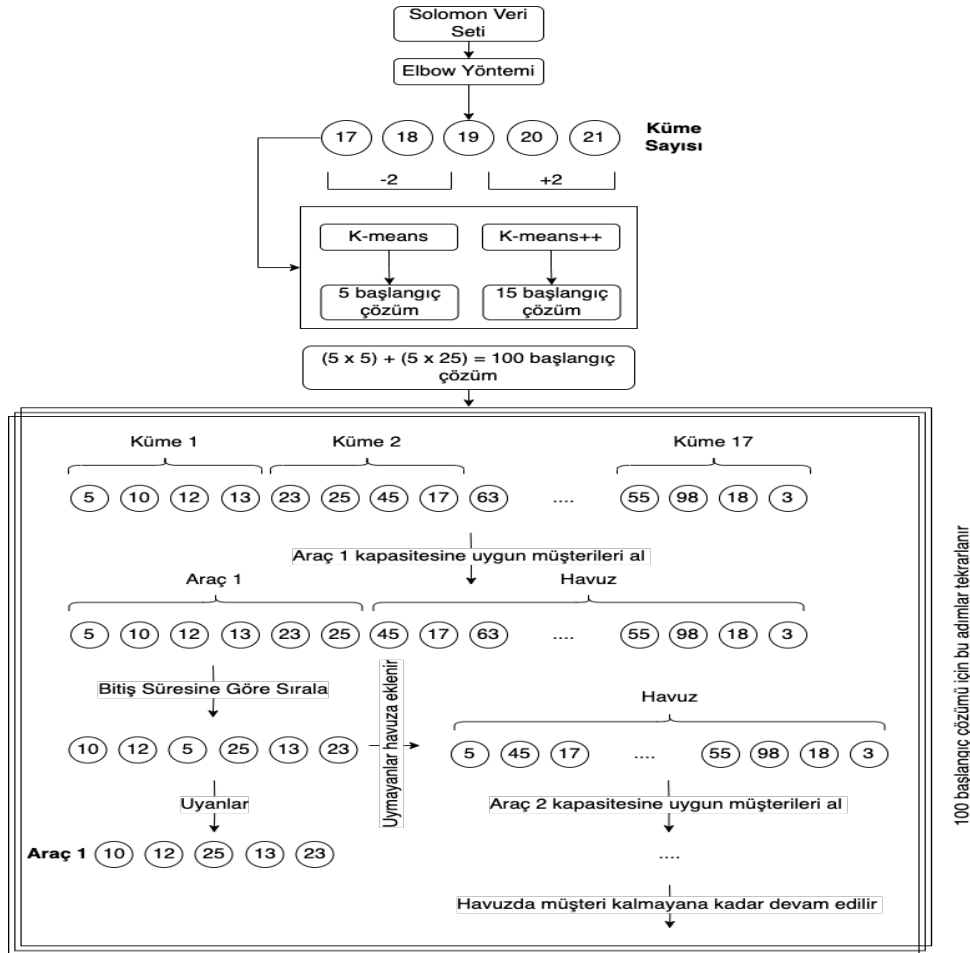 Solomon Veri
Seti
Elbow Yöntemi
17 18 19 20 21
Küme
Sayısı
-2 +2
K-means K-means++
5 başlangıç
çözüm
15 başlangıç
çözüm
(5 x 5) + (5 x 25) = 100 başlangıç
çözüm
Küme 1 Küme 2 Küme 17
5 10 12 13 23 25 45 17 63 .... 55 98 18 3
Araç 1 kapasitesine uygun müşterileri al
Araç 1 Havuz
5 10 12 13 23 25 45 17 63 .... 55 98 18 3
Bitiş Süresine Göre Sırala
Uymayanlar havuza eklenir
Havuz
10 12 5 25 13 23
5 45 17 .... 55 98 18 3
Uyanlar
Araç 2 kapasitesine uygun müşterileri al
Araç 1 10 12 25 13 23
....
Havuzda müşteri kalmayana kadar devam edilir
100 başlangıç çözümü için bu adımlar tekrarlanır